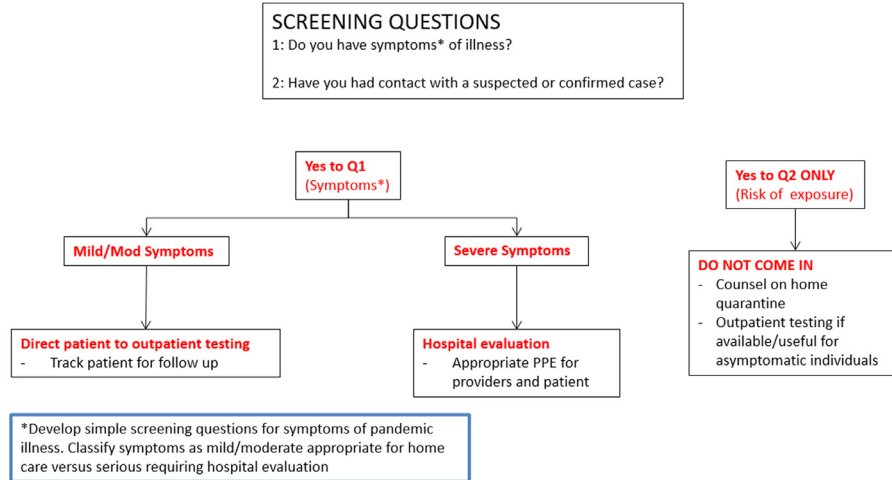 SCREENING QUESTIONS
1: Do you have symptoms* of illness?
2: Have you had contact with a suspected or confirmed case?
Yes to Q1
(Symptoms*)
Yes to Q2 ONLY
(Risk of exposure)
Mild/Mod Symptoms
Severe Symptoms
DO NOT COME IN
- Counsel on home
quarantine
- Outpatient testing if
available/useful for
asymptomatic individuals
Direct patient to outpatient testing
- Track patient for follow up
Hospital evaluation
- Appropriate PPE for
providers and patient
*Develop simple screening questions for symptoms of pandemic
illness. Classify symptoms as mild/moderate appropriate for home
care versus serious requiring hospital evaluation